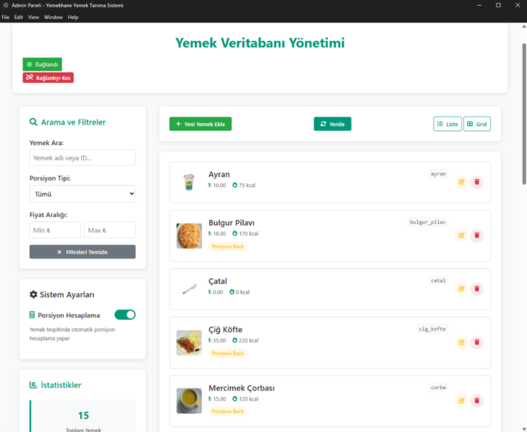 Admin Paneli - Yemekhane Yemek Tanıma Sistemi
File Edit View Window Help
Yemek Veritabanı Yönetimi
Bağlandı
Bağlantıyı Kes
Arama ve Filtreler
Yemek Ara:
Yemek adı veya ID...
Porsiyon Tipi:
Tümü
Fiyat Aralığı:
Min ₺ Max ₺
Filtreleri Temizle
Sistem Ayarları
Porsiyon Hesaplama
Yemek tespitinde otomatik porsiyon
hesaplama yapar
İstatistikler
15
Toplam Yemek
Yeni Yemek Ekle Yenile Liste Grid
Ayran ayran
₺ 10.00 75 kcal
Bulgur Pilavı bulgur_pilav
₺ 18.00 170 kcal
Porsiyon Bazlı
Çatal catal
₺ 0.00 0 kcal
Çiğ Köfte cig_kofte
₺ 35.00 220 kcal
Porsiyon Bazlı
Mercimek Çorbası corba
₺ 15.00 120 kcal
Porsiyon Bazlı